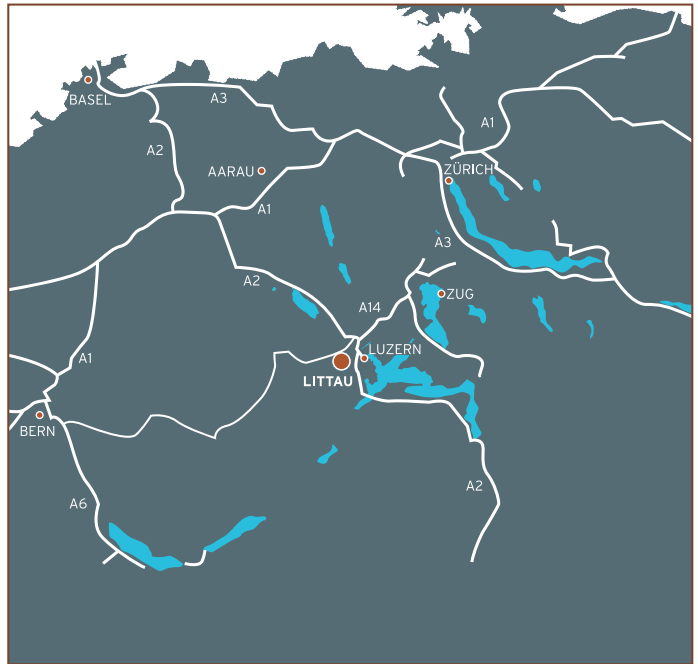 BASEL
A3
A1
A2
AARAU
ZÜRICH
A1
A3
A2
ZUG
A14
LUZERN
A1
LITTAU
BERN
A2
A6